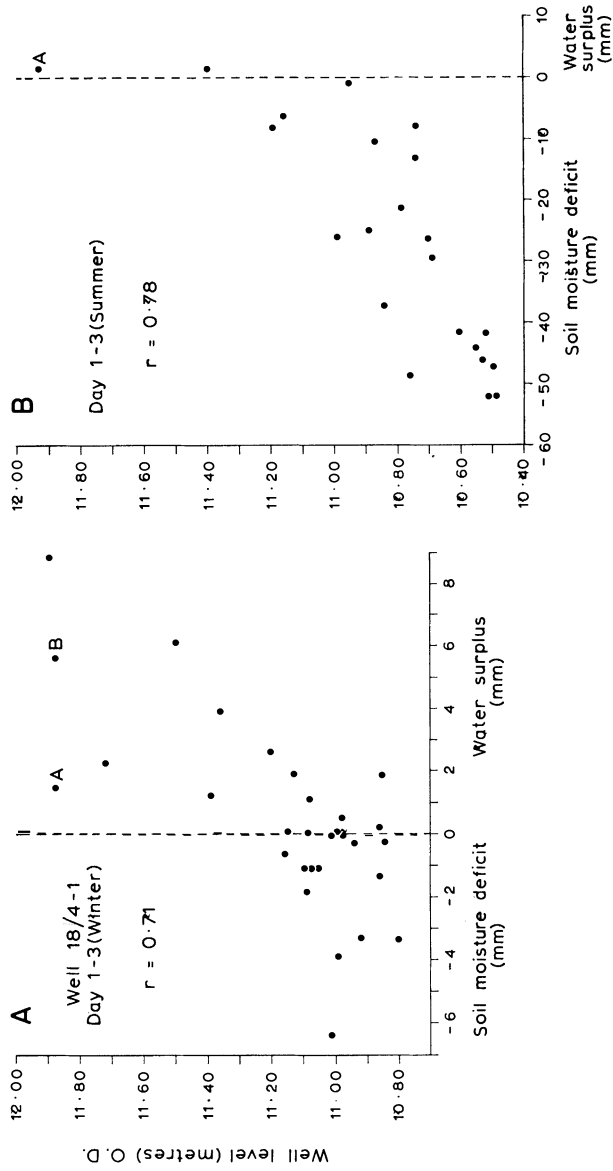 A
Well 18/4-1
Day 1-3(Winter)
r = 0·71
Well level (metres) O.D.
12·00
11·80
11·60
11·40
11·20
11·00
10·80
-6
-4
-2
0
2
4
6
8
Soil moisture deficit
(mm)
Water surplus
(mm)
A
B
B
Day 1-3(Summer)
r = 0·78
12·00
11·80
11·60
11·40
11·20
11·00
10·80
10·60
10·40
-60
-50
-40
-30
-20
-10
0
10
Soil moisture deficit
(mm)
Water
surplus
(mm)
A